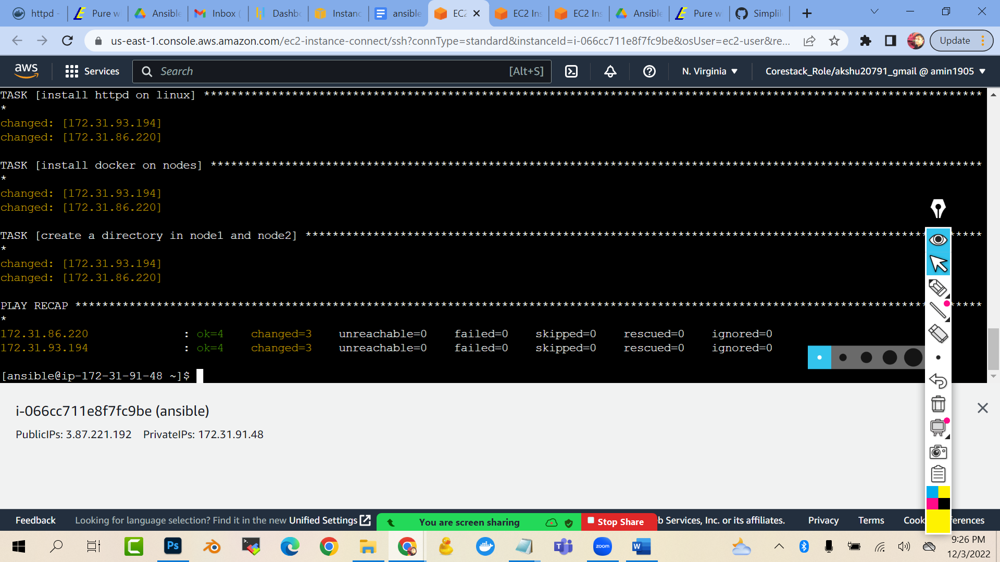 httpd -
Pure w
Ansible
Inbox (
Dashb
Instanc
ansible
EC2
EC2 Ins
EC2 Ins
Ansible
Pure w
Simplil
us-east-1.console.aws.amazon.com/ec2-instance-connect/ssh?connType=standard&instanceId=i-066cc711e8f7fc9be&osUser=ec2-user&re...
Update
aws
Services
Search
[Alt+S]
N. Virginia
Corestack_Role/akshu20791_gmail @ amin1905
TASK [install httpd on linux] *******************************************************************************************************************
*
changed: [172.31.93.194]
changed: [172.31.86.220]
TASK [install docker on nodes] ******************************************************************************************************************
*
changed: [172.31.93.194]
changed: [172.31.86.220]
TASK [create a directory in node1 and node2] ****************************************************************************************************
*
changed: [172.31.93.194]
changed: [172.31.86.220]
PLAY RECAP **************************************************************************************************************************************
*
172.31.86.220 : ok=4 changed=3 unreachable=0 failed=0 skipped=0 rescued=0 ignored=0
172.31.93.194 : ok=4 changed=3 unreachable=0 failed=0 skipped=0 rescued=0 ignored=0
[ansible@ip-172-31-91-48 ~]$
i-066cc711e8f7fc9be (ansible)
PublicIPs: 3.87.221.192 PrivateIPs: 172.31.91.48
Feedback
Looking for language selection? Find it in the new Unified Settings
You are screen sharing
Stop Share
b Services, Inc. or its affiliates.
Privacy
Terms
Cook
ferences
Ps
zoom
W
9:26 PM
12/3/2022